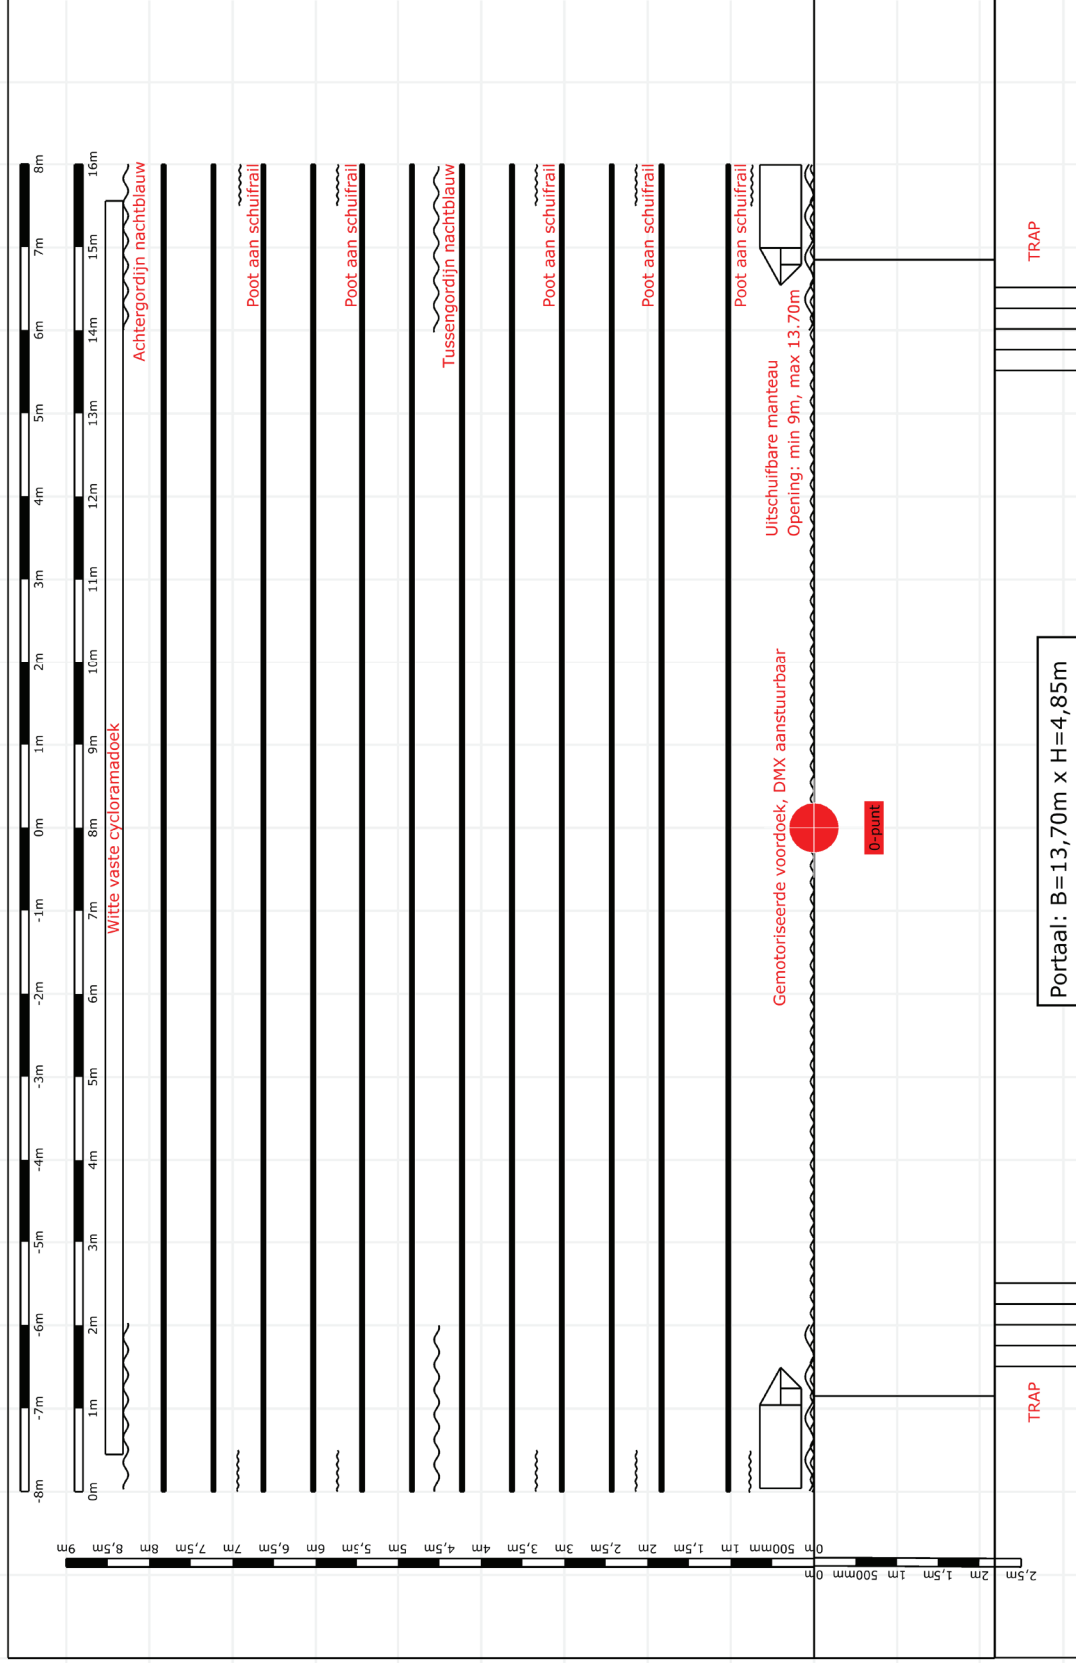 8m
7m
6m
5m
4m
3m
2m
1m
0m
-1m
-2m
-3m
-4m
-5m
-6m
-7m
-8m
16m
15m
14m
13m
12m
11m
10m
9m
8m
7m
6m
5m
4m
3m
2m
1m
0m
Witte vaste cycloramadoek
Achtergordijn nachtblauw
Poot aan schuifrail
Poot aan schuifrail
Tussengordijn nachtblauw
Poot aan schuifrail
Poot aan schuifrail
Poot aan schuifrail
Uitschuifbare manteau
Opening: min 9m, max 13.70m
Gemotoriseerde voordoek, DMX aanstuurbaar
0-punt
TRAP
TRAP
Portaal: B=13,70m x H=4,85m
9m
8,5m
8m
7,5m
7m
6,5m
6m
5,5m
5m
4,5m
4m
3,5m
3m
2,5m
2m
1,5m
1m
500mm
0m
0m
500mm
1m
1,5m
2m
2,5m